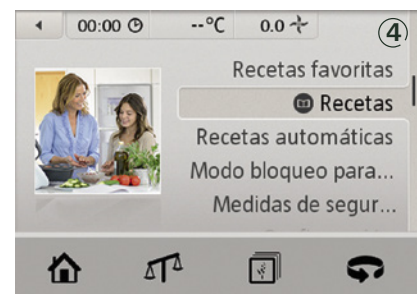 00:00 --°C 0.0 ④
Recetas favoritas
Recetas
Recetas automáticas
Modo bloqueo para...
Medidas de segur...